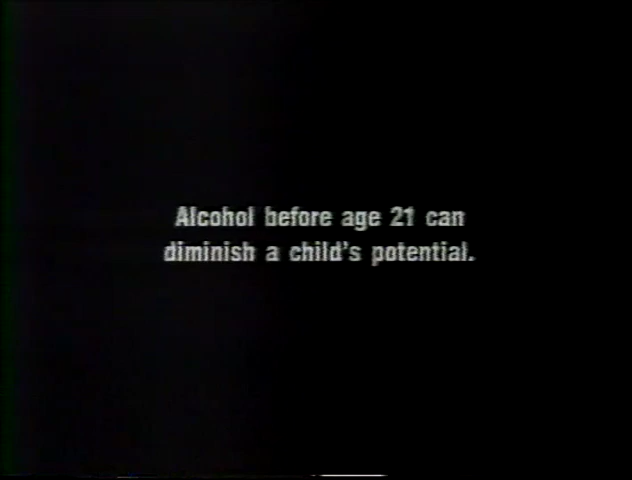 Alcohol before age 21 can
diminish a child's potential.